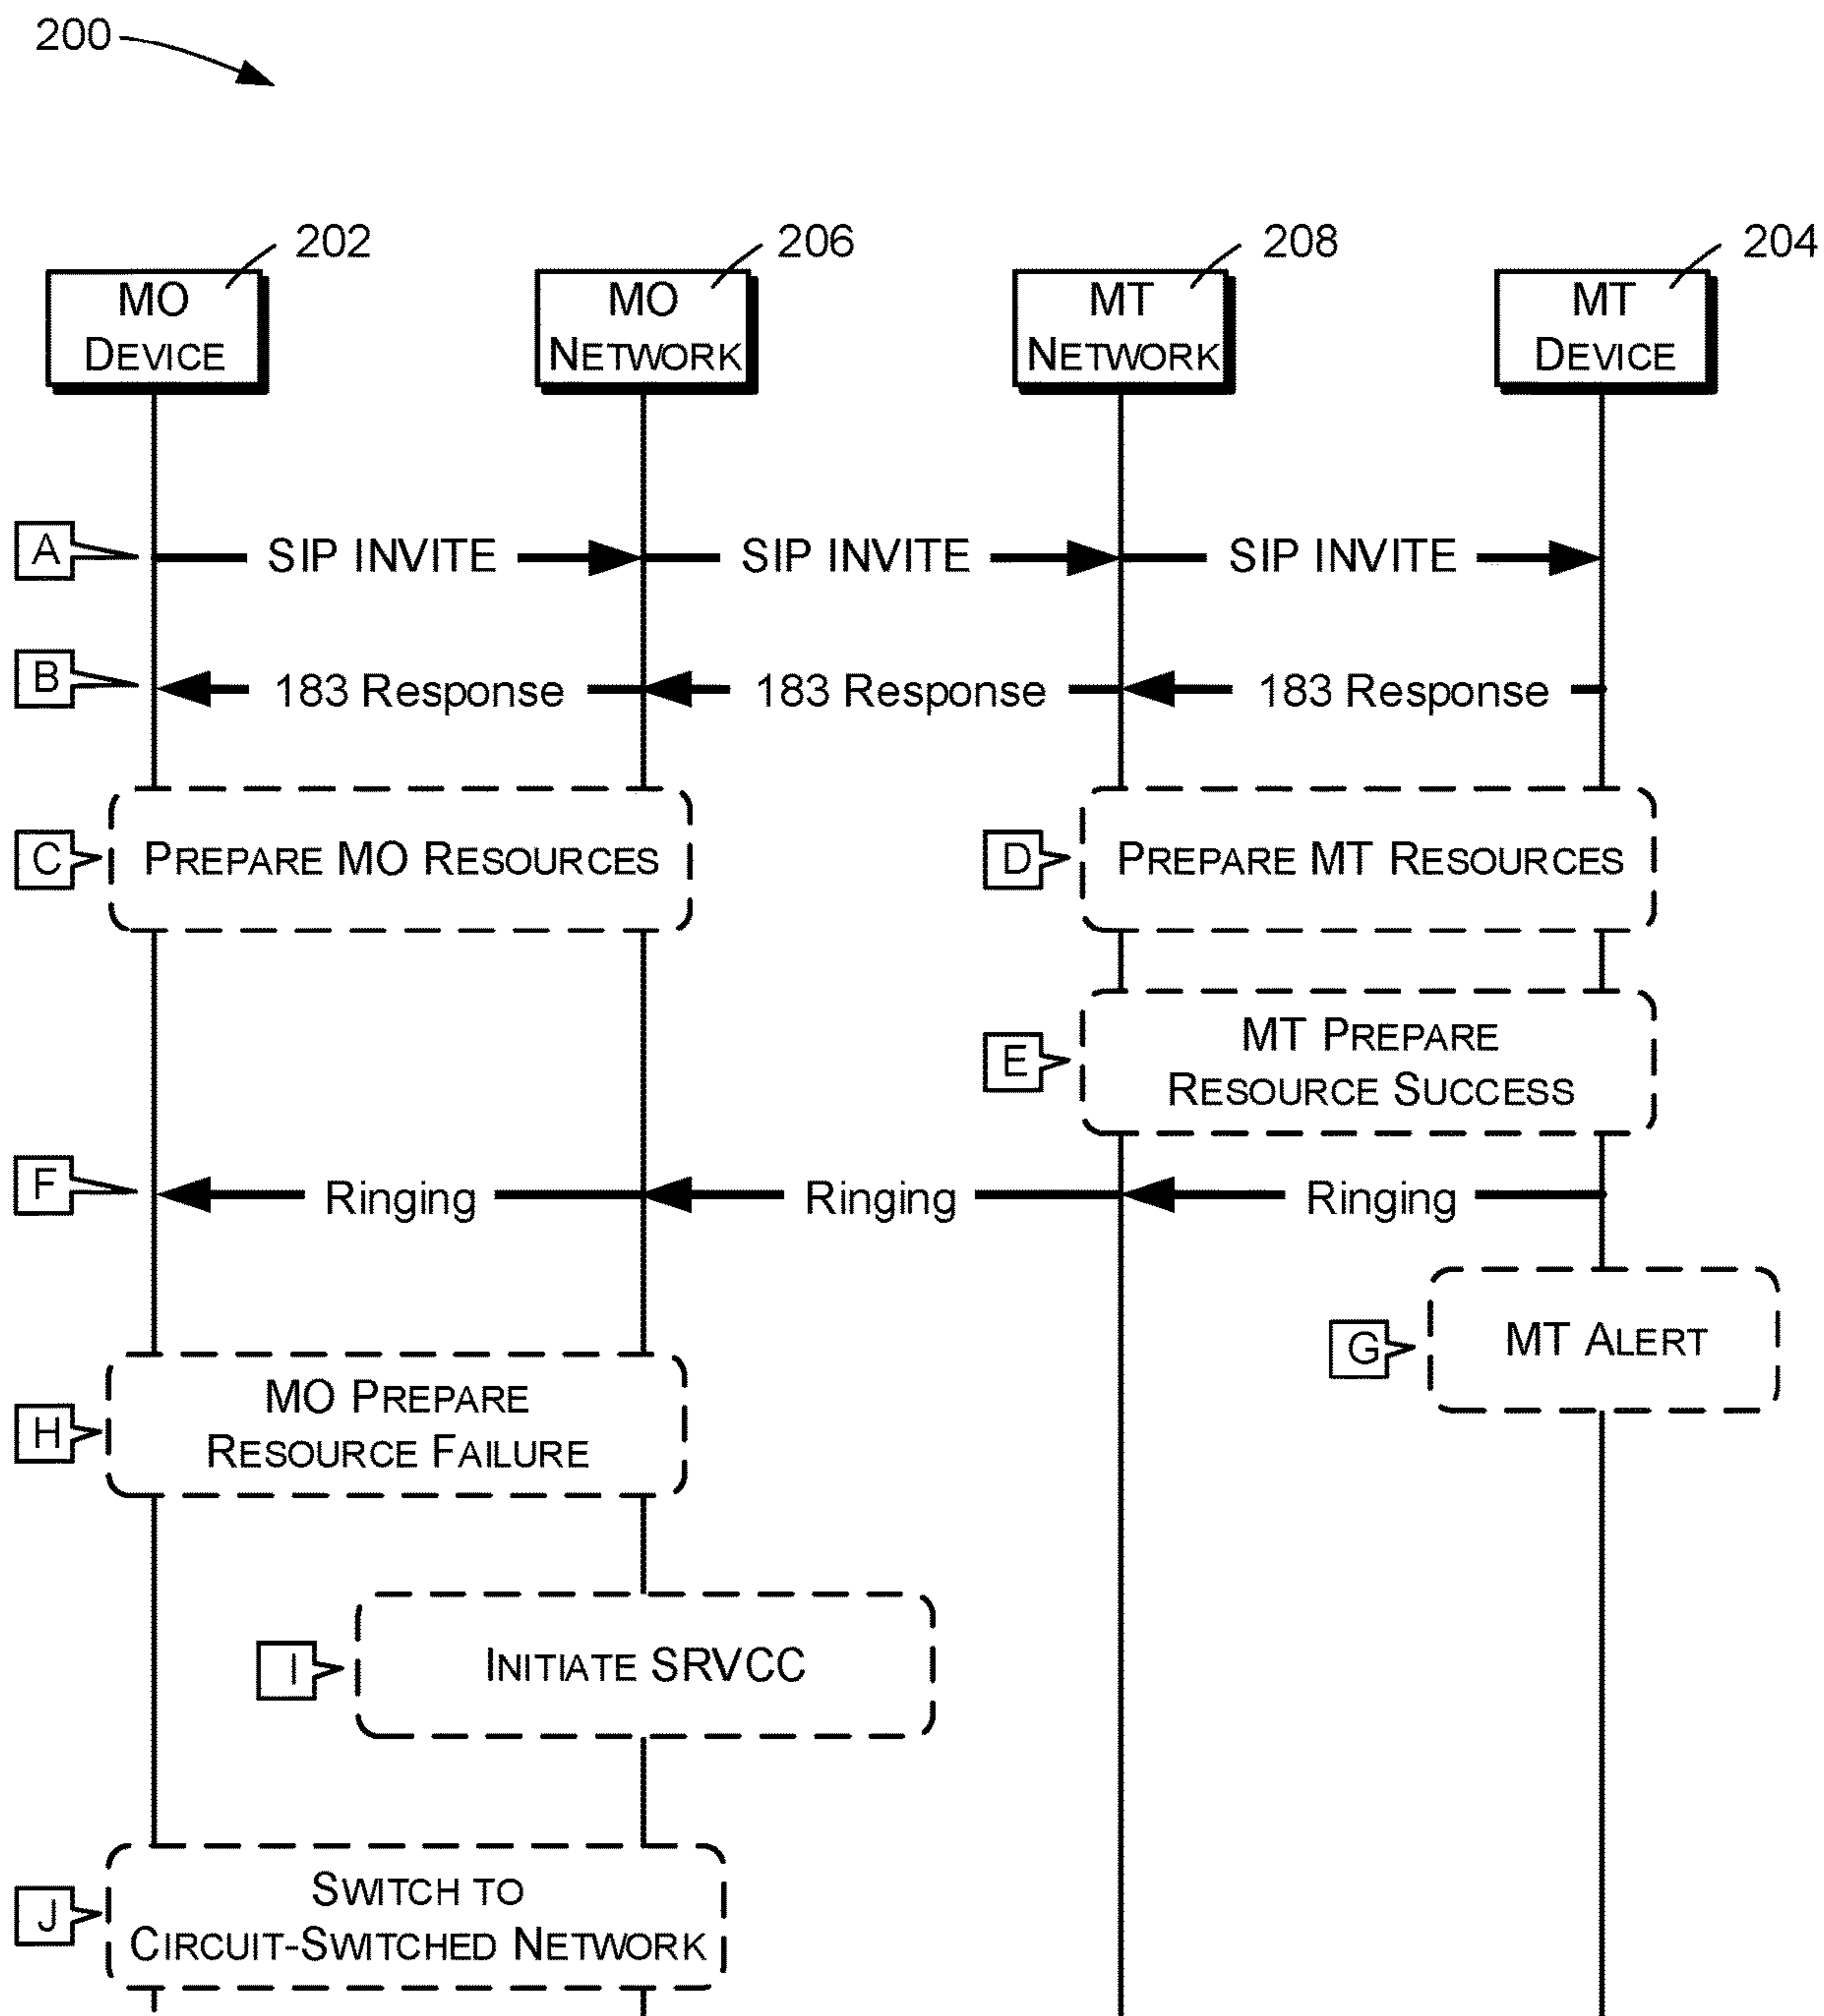 200
202
206
208
204
MO
DEVICE
MO
NETWORK
MT
NETWORK
MT
DEVICE
A
SIP INVITE
SIP INVITE
SIP INVITE
B
183 Response
183 Response
183 Response
C
PREPARE MO RESOURCES
D
PREPARE MT RESOURCES
E
MT PREPARE
RESOURCE SUCCESS
F
Ringing
Ringing
Ringing
G
MT ALERT
H
MO PREPARE
RESOURCE FAILURE
I
INITIATE SRVCC
J
SWITCH TO
CIRCUIT-SWITCHED NETWORK